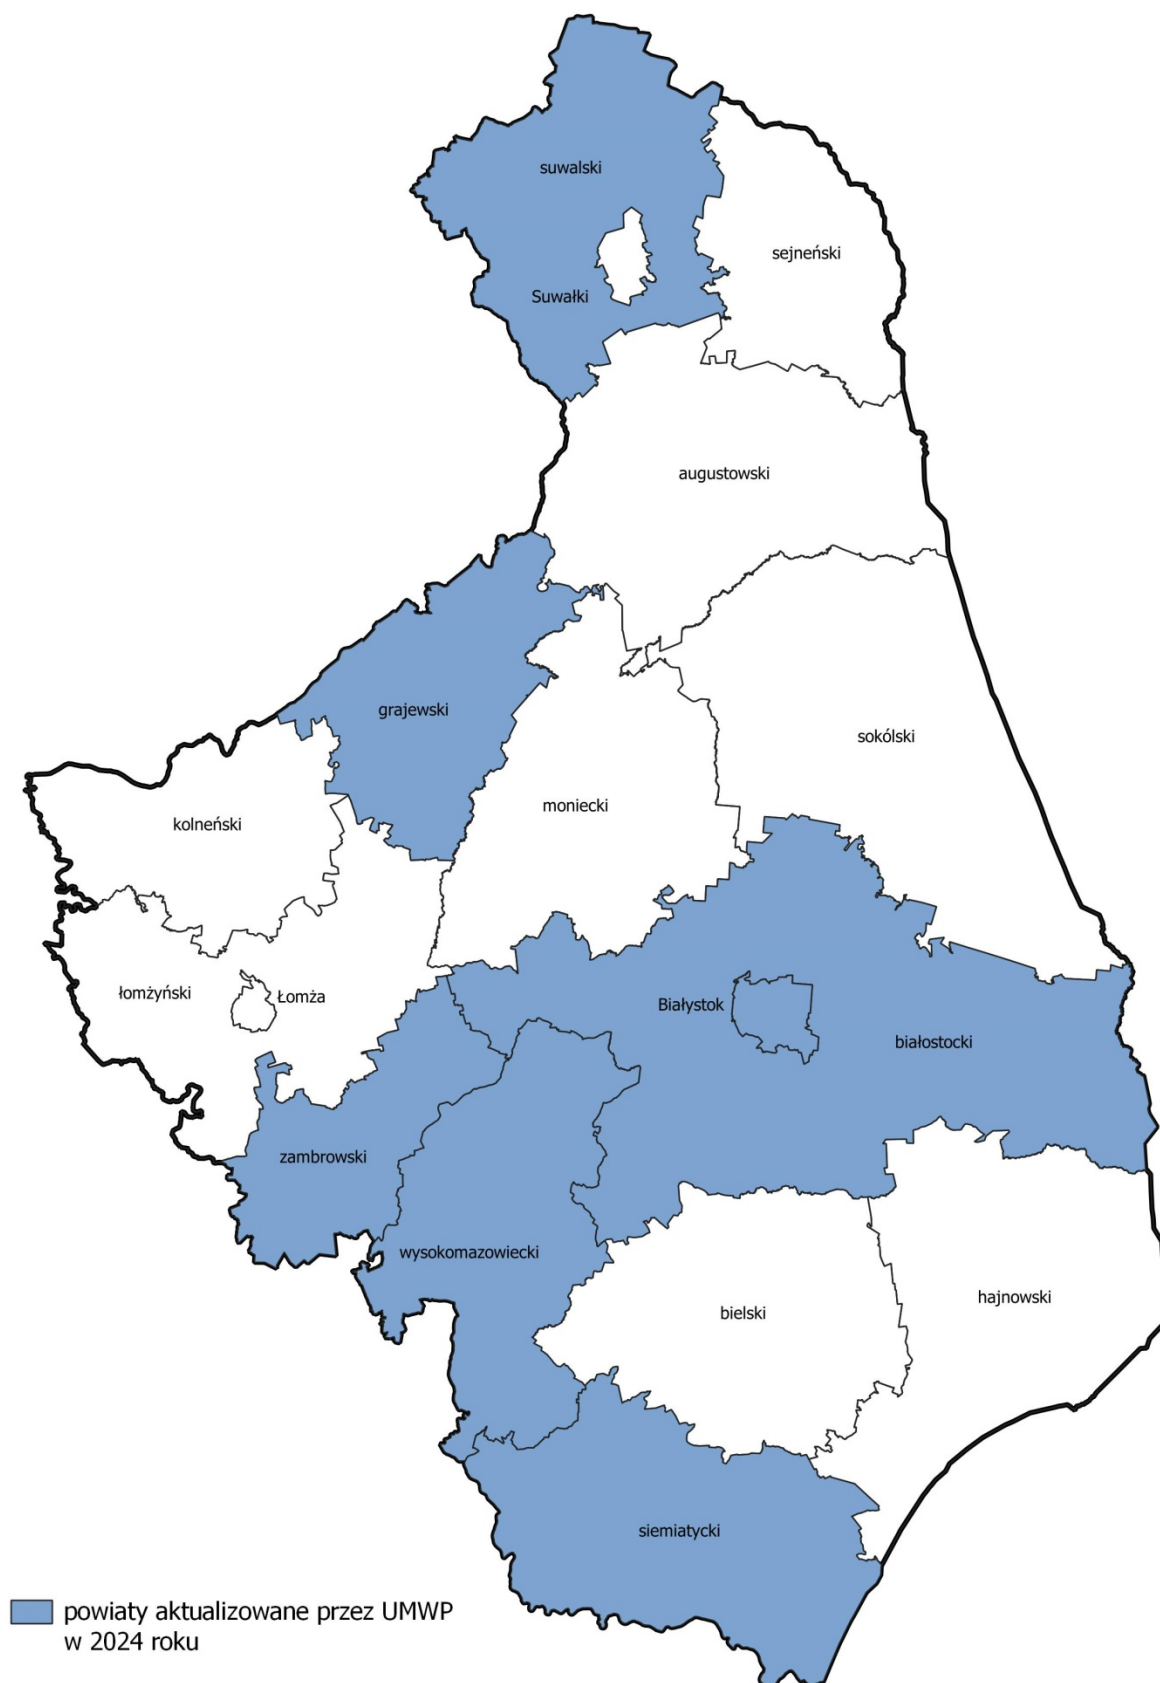 suwalski
sejneński
Suwałki
augustowski
grajewski
sokólski
moniecki
kolneński
łomżyński
Łomża
Białystok
białostocki
zambrowski
wysokomazowiecki
hajnowski
bielski
siemiatycki
powiaty aktualizowane przez UMWP
w 2024 roku